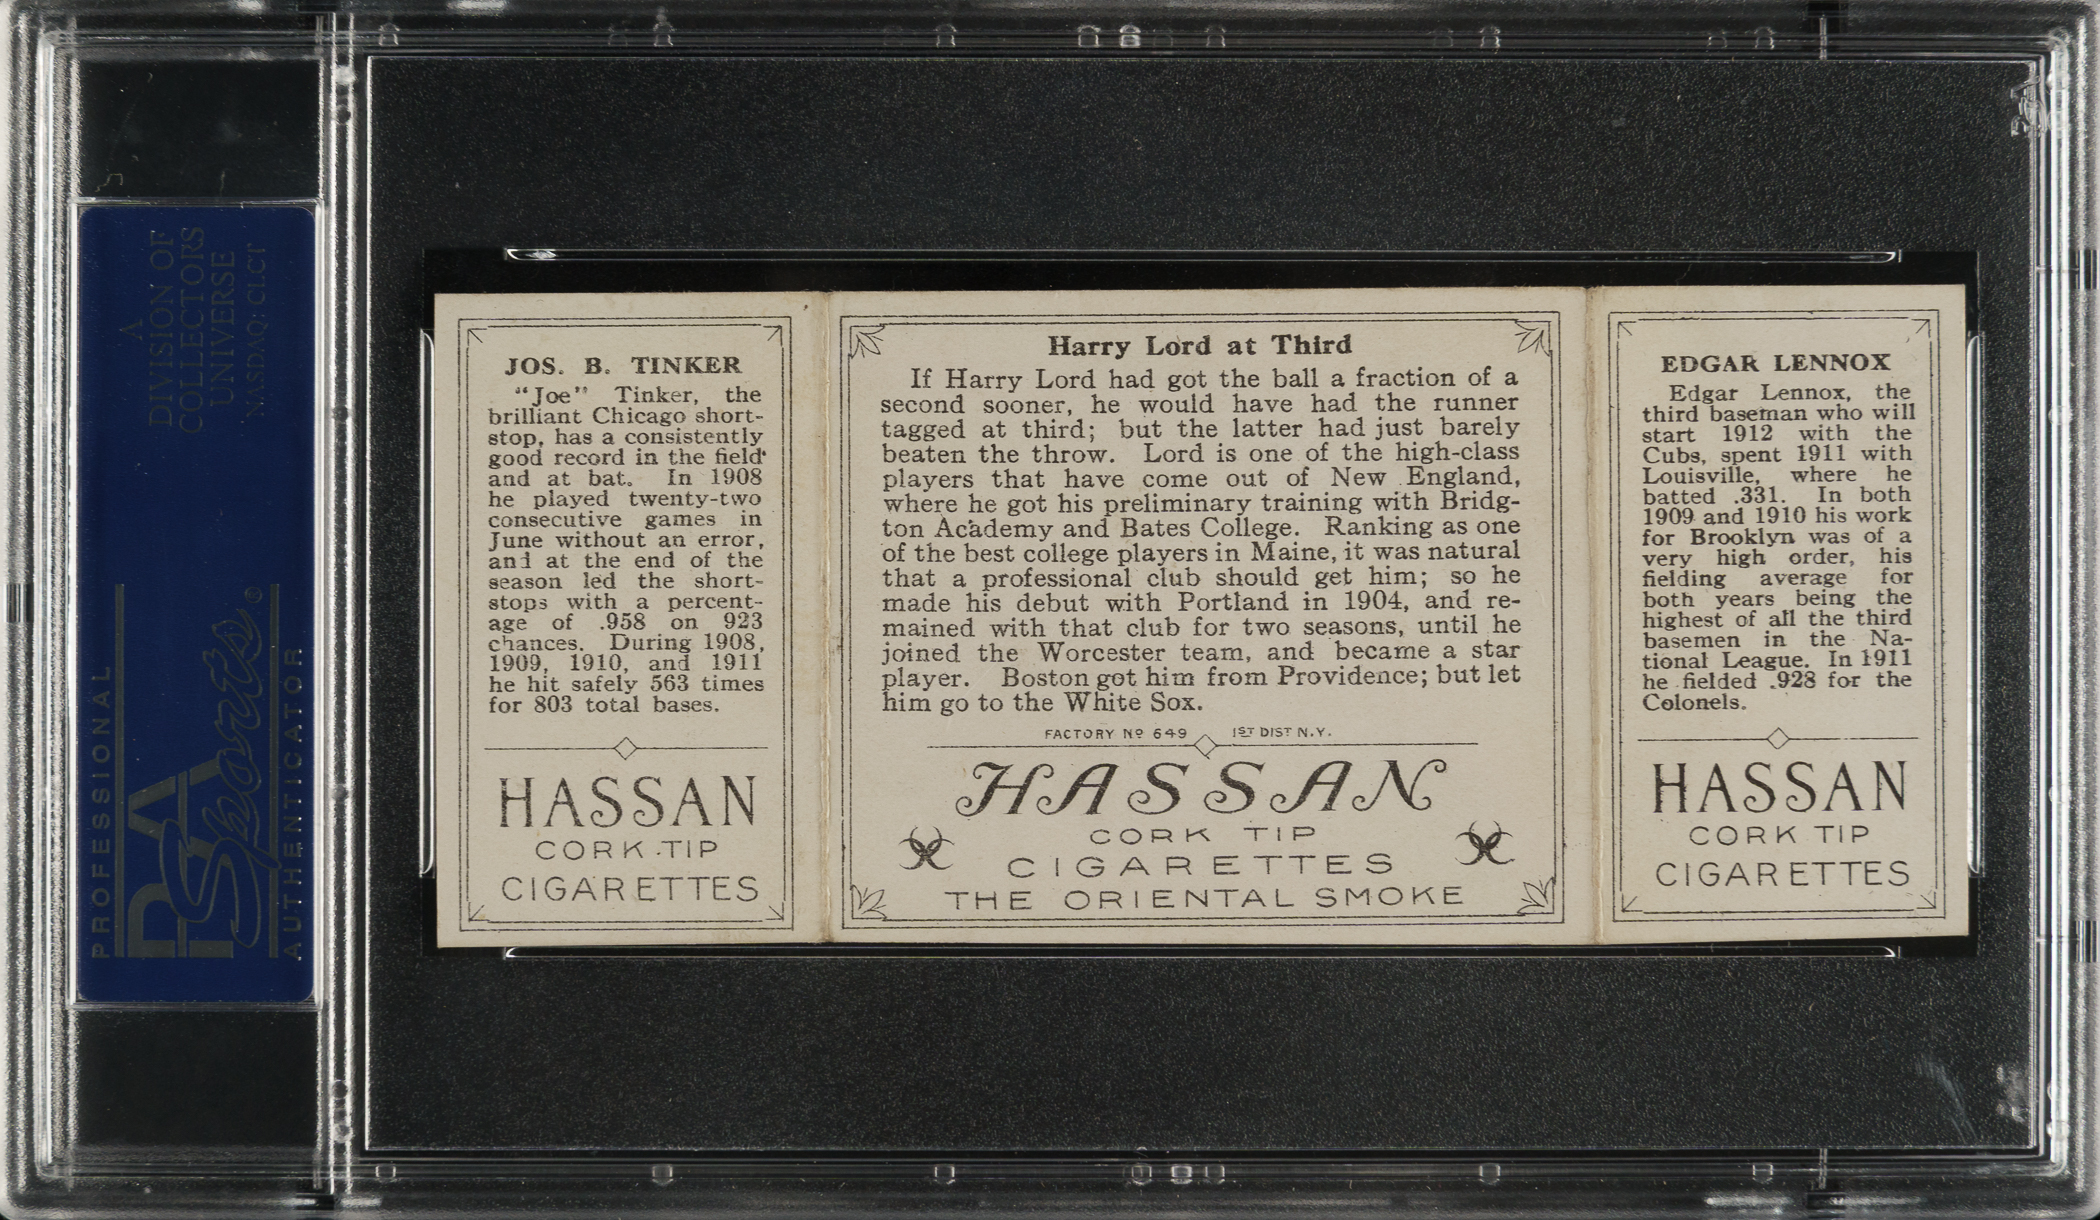 A
DIVISION OF
COLLECTORS
UNIVERSE
NASDAQ: CLCT
PROFESSIONAL
PSA
Sports®
AUTHENTICATOR
JOS. B. TINKER
"Joe" Tinker, the
brilliant Chicago short-
stop, has a consistently
good record in the field
and at bat. In 1908
he played twenty-two
consecutive games in
June without an error,
and at the end of the
season led the short-
stops with a percent-
age of .958 on 923
chances. During 1908,
1909, 1910, and 1911
he hit safely 563 times
for 803 total bases.
HASSAN
CORK TIP
CIGARETTES
Harry Lord at Third
If Harry Lord had got the ball a fraction of a
second sooner, he would have had the runner
tagged at third; but the latter had just barely
beaten the throw. Lord is one of the high-class
players that have come out of New England,
where he got his preliminary training with Bridg-
ton Academy and Bates College. Ranking as one
of the best college players in Maine, it was natural
that a professional club should get him; so he
made his debut with Portland in 1904, and re-
mained with that club for two seasons, until he
joined the Worcester team, and became a star
player. Boston got him from Providence; but let
him go to the White Sox.
FACTORY Nº 649 1ST DIST N.Y.
HASSAN
CORK TIP
CIGARETTES
THE ORIENTAL SMOKE
EDGAR LENNOX
Edgar Lennox, the
third baseman who will
start 1912 with the
Cubs, spent 1911 with
Louisville, where he
batted .331. In both
1909 and 1910 his work
for Brooklyn was of a
very high order, his
fielding average for
both years being the
highest of all the third
basemen in the Na-
tional League. In 1911
he fielded .928 for the
Colonels.
HASSAN
CORK TIP
CIGARETTES